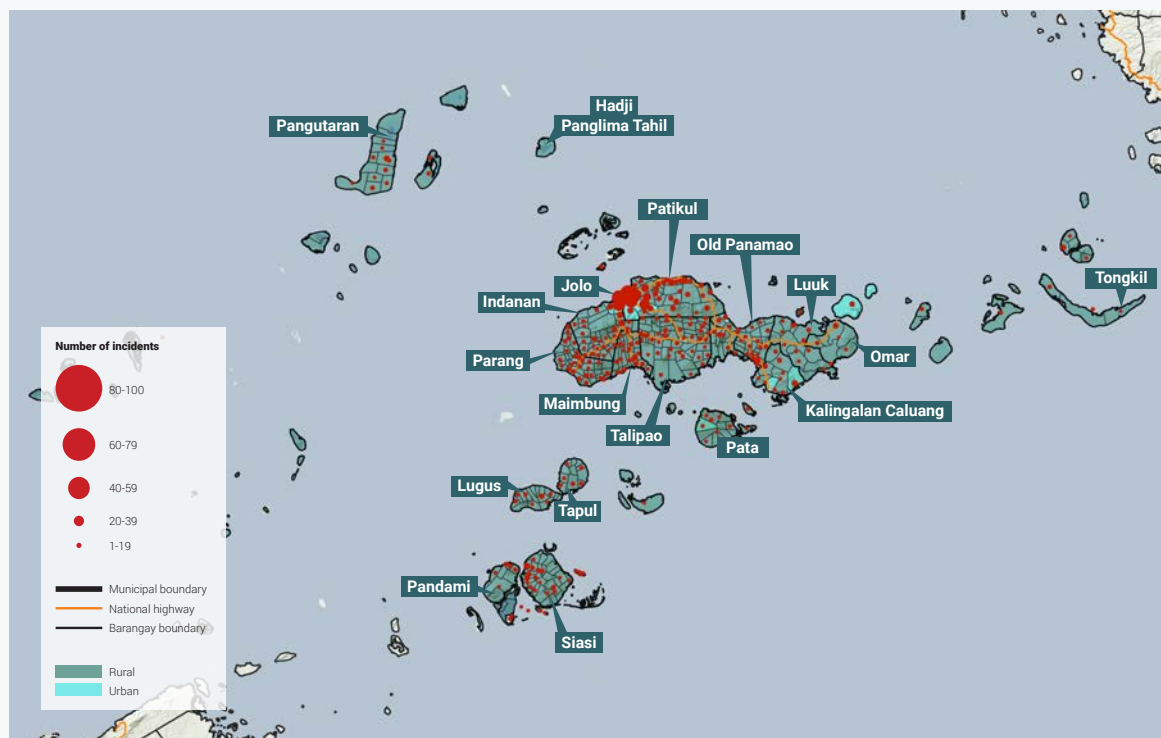 Hadji
Panglima Tahil
Pangutaran
Patikul
Old Panamao
Tongkil
Jolo
Luuk
Indanan
Number of incidents
Parang
Omar
80-100
Maimbung
Kalingalan Caluang
Talipao
Pata
60-79
40-59
Lugus
Tapul
20-39
1-19
Pandami
Municipal boundary
National highway
Barangay boundary
Siasi
Rural
Urban